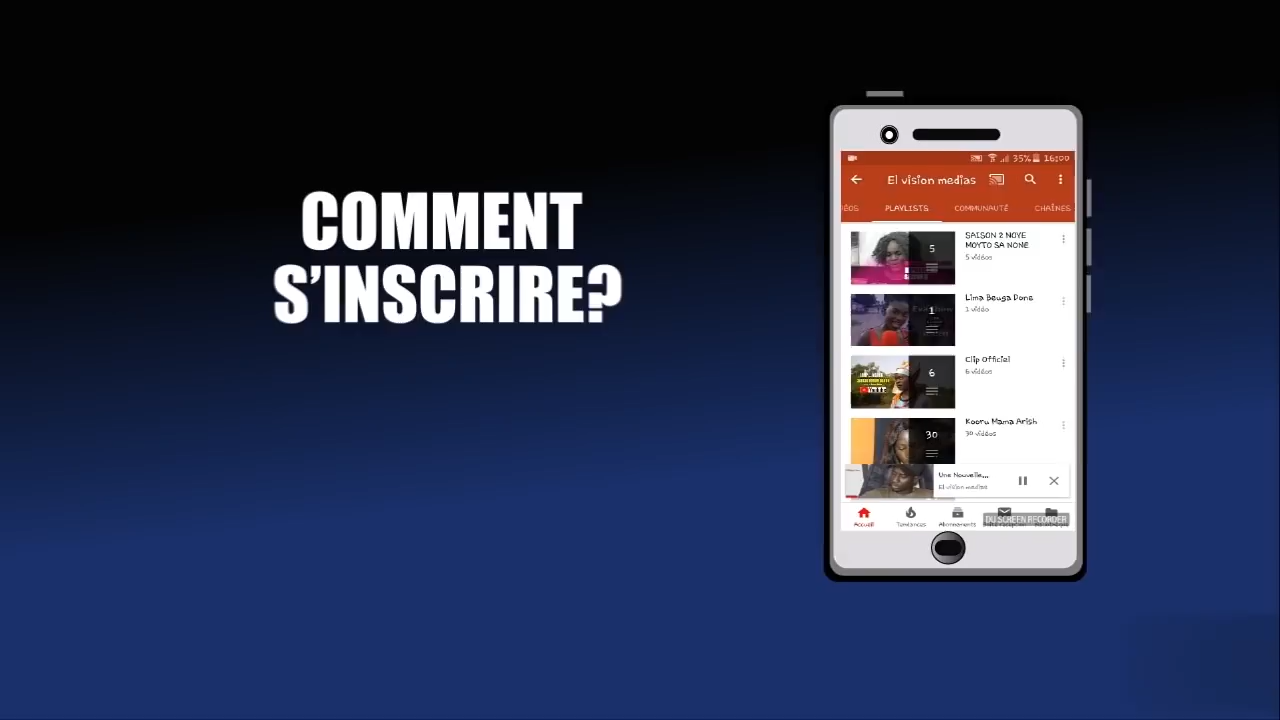 COMMENT
S'INSCRIRE?
35% 16:00
El vision medias
ÉOS PLAYLISTS COMMUNAUTÉ CHAÎNES
SAISON 2 NOYE
MOYTO SA NONE
5 vidéos
5
Lima Beuga Done
1 vidéo
1
Clip Officiel
6 vidéos
6
Kooru Mama Arish
30 vidéos
30
Une Nouvelle...
El vision medias
Accueil Tendances Abonnements
DU SCREEN RECORDER